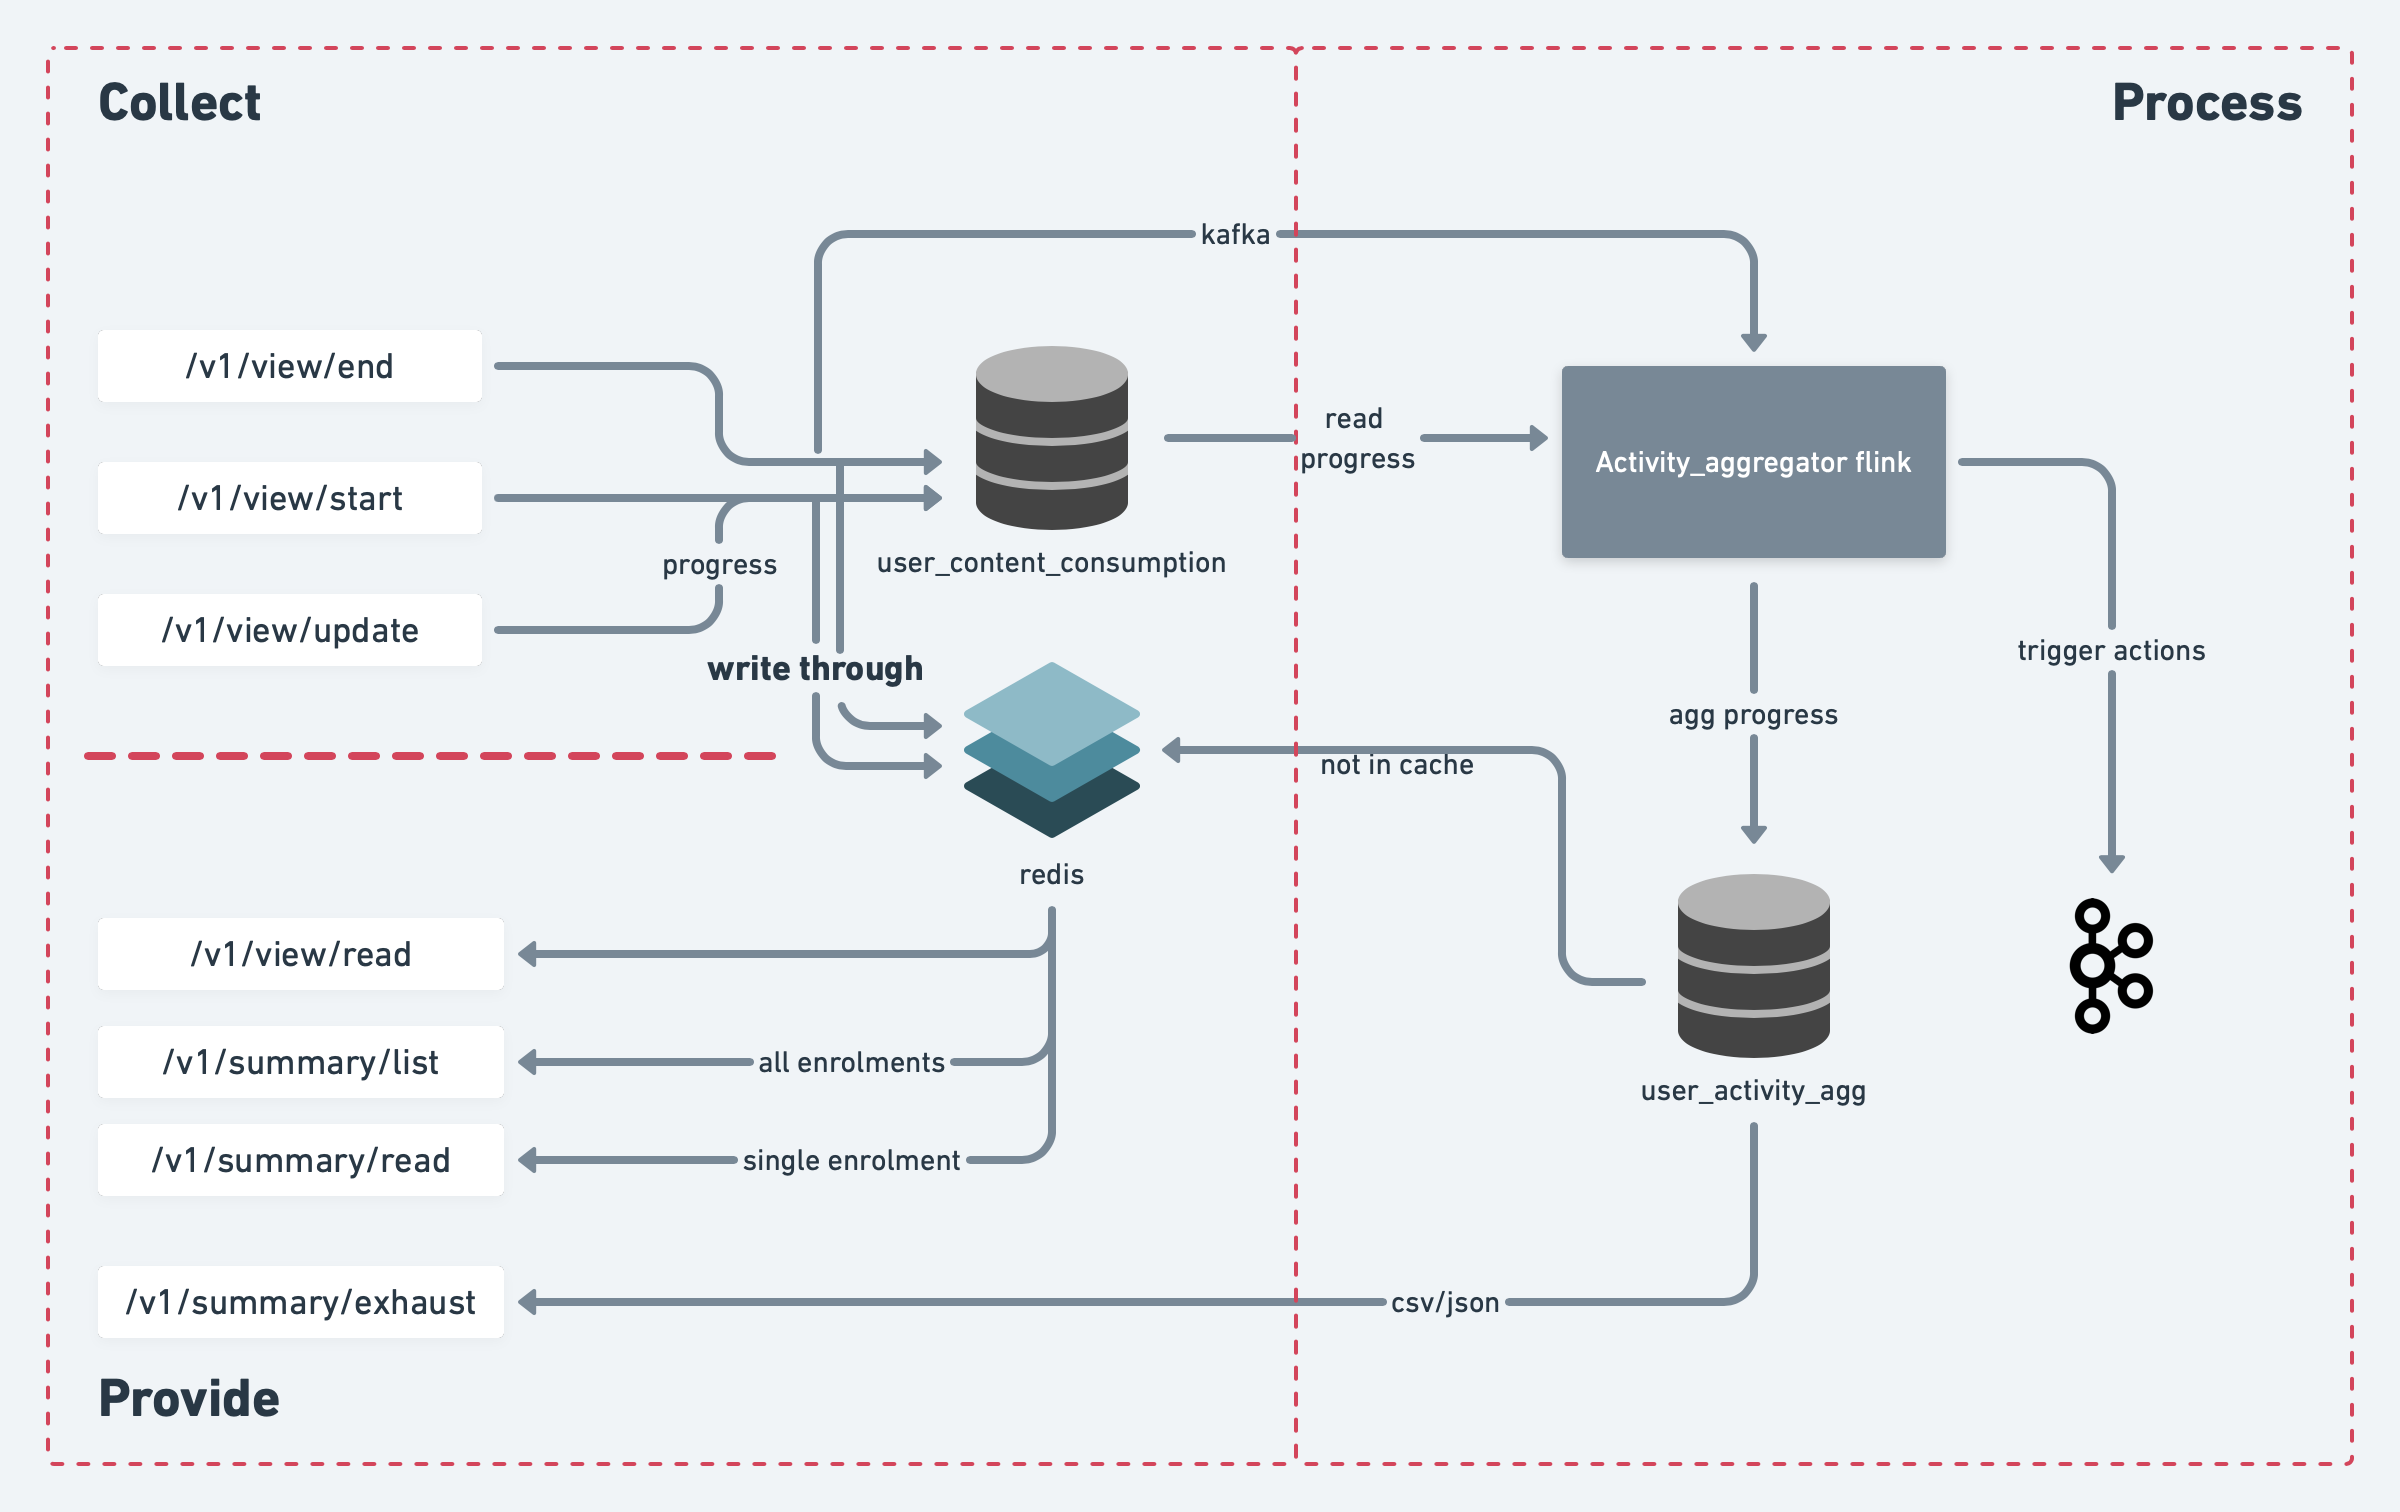 Collect
Process
kafka
/v1/view/end
read
progress
Activity_aggregator flink
/v1/view/start
progress
user_content_consumption
/v1/view/update
trigger actions
write through
agg progress
not in cache
redis
/v1/view/read
/v1/summary/list
all enrolments
user_activity_agg
/v1/summary/read
single enrolment
/v1/summary/exhaust
csv/json
Provide